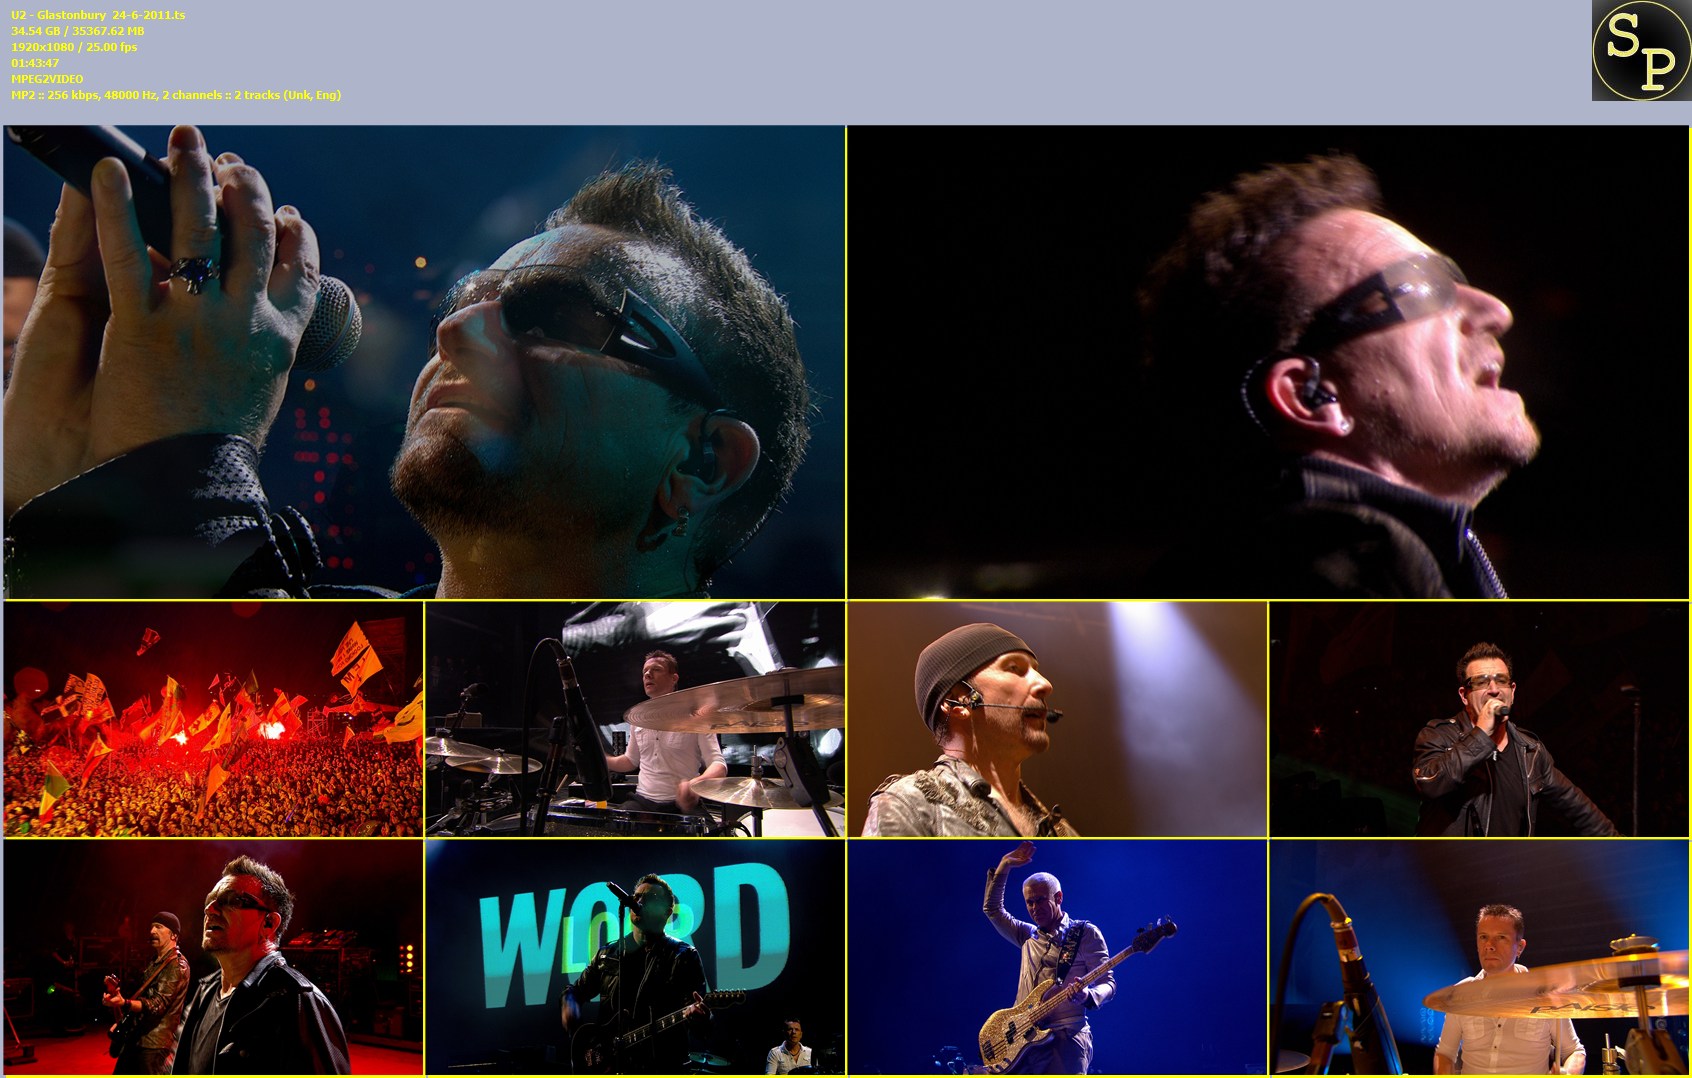 U2 - Glastonbury 24-6-2011.ts
34.54 GB / 35367.62 MB
1920x1080 / 25.00 fps
01:43:47
MPEG2VIDEO
MP2 :: 256 kbps, 48000 Hz, 2 channels :: 2 tracks (Unk, Eng)
SP
WORD